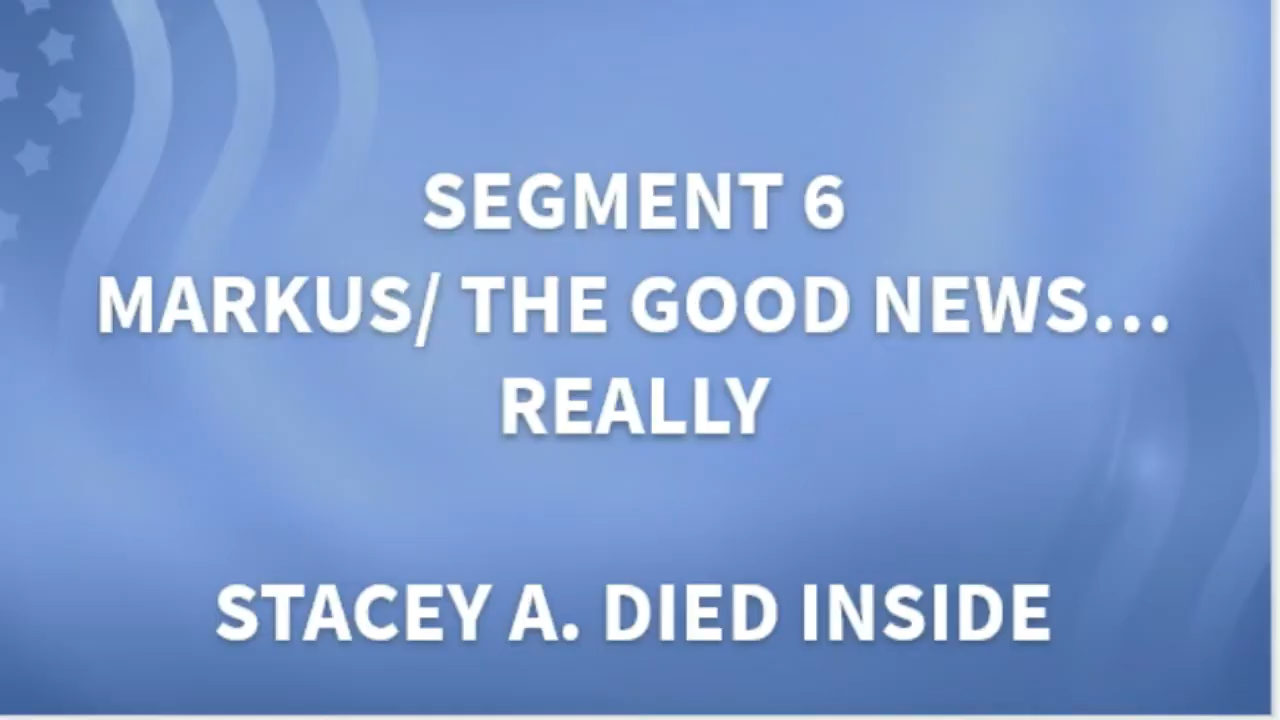 SEGMENT 6
MARKUS/ THE GOOD NEWS...
REALLY
STACEY A. DIED INSIDE